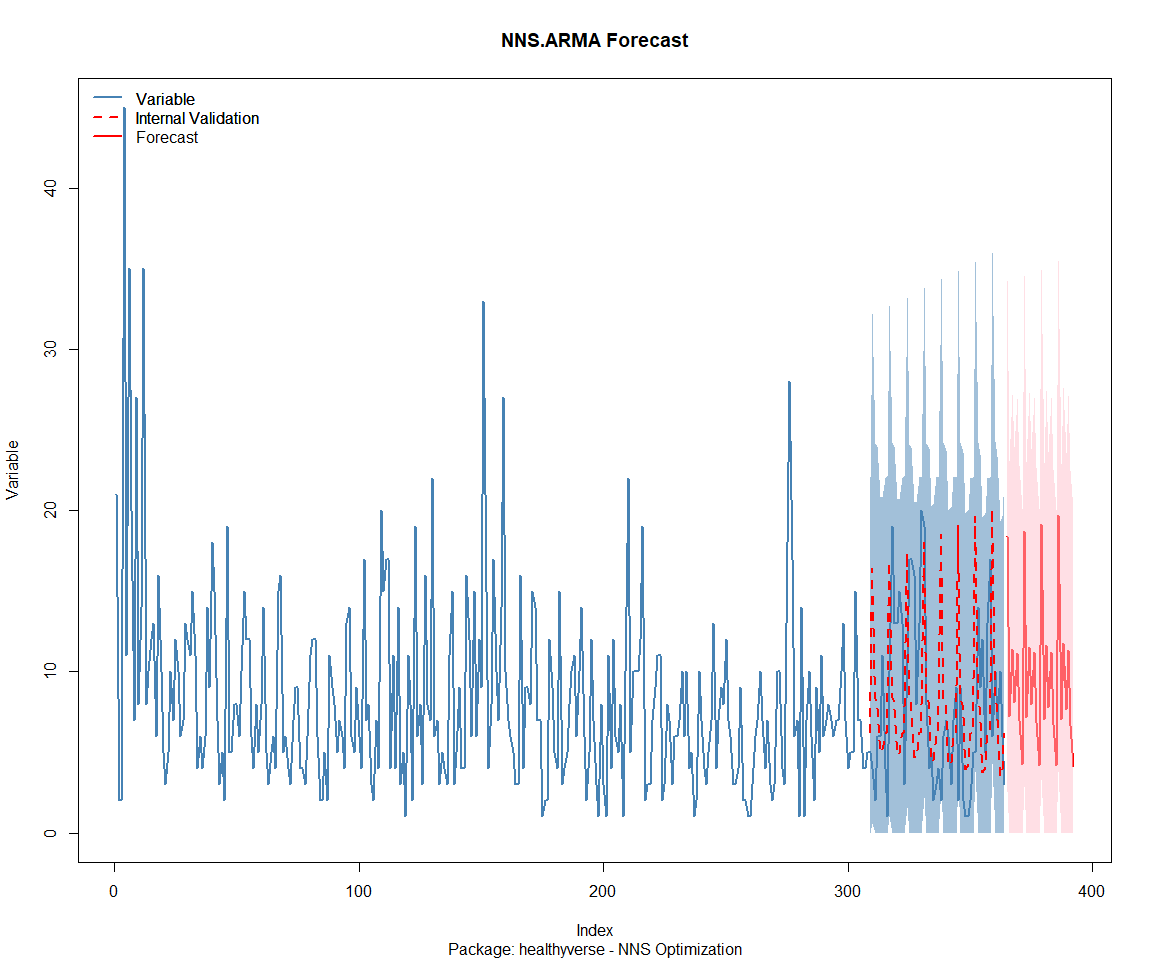 NNS.ARMA Forecast
Variable
Internal Validation
Forecast
Variable
40
30
20
10
0
0
100
200
300
400
Index
Package: healthyverse - NNS Optimization